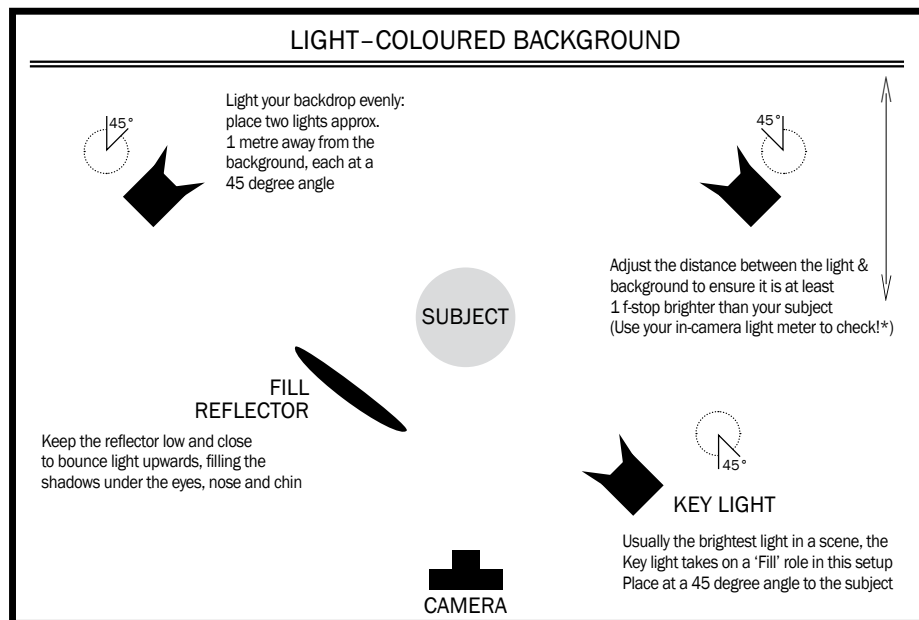 LIGHT–COLOURED BACKGROUND
45°
Light your backdrop evenly:
place two lights approx.
1 metre away from the
background, each at a
45 degree angle
45°
Adjust the distance between the light &
background to ensure it is at least
1 f-stop brighter than your subject
(Use your in-camera light meter to check!*)
SUBJECT
FILL
REFLECTOR
Keep the reflector low and close
to bounce light upwards, filling the
shadows under the eyes, nose and chin
45°
KEY LIGHT
Usually the brightest light in a scene, the
Key light takes on a ‘Fill’ role in this setup
Place at a 45 degree angle to the subject
CAMERA